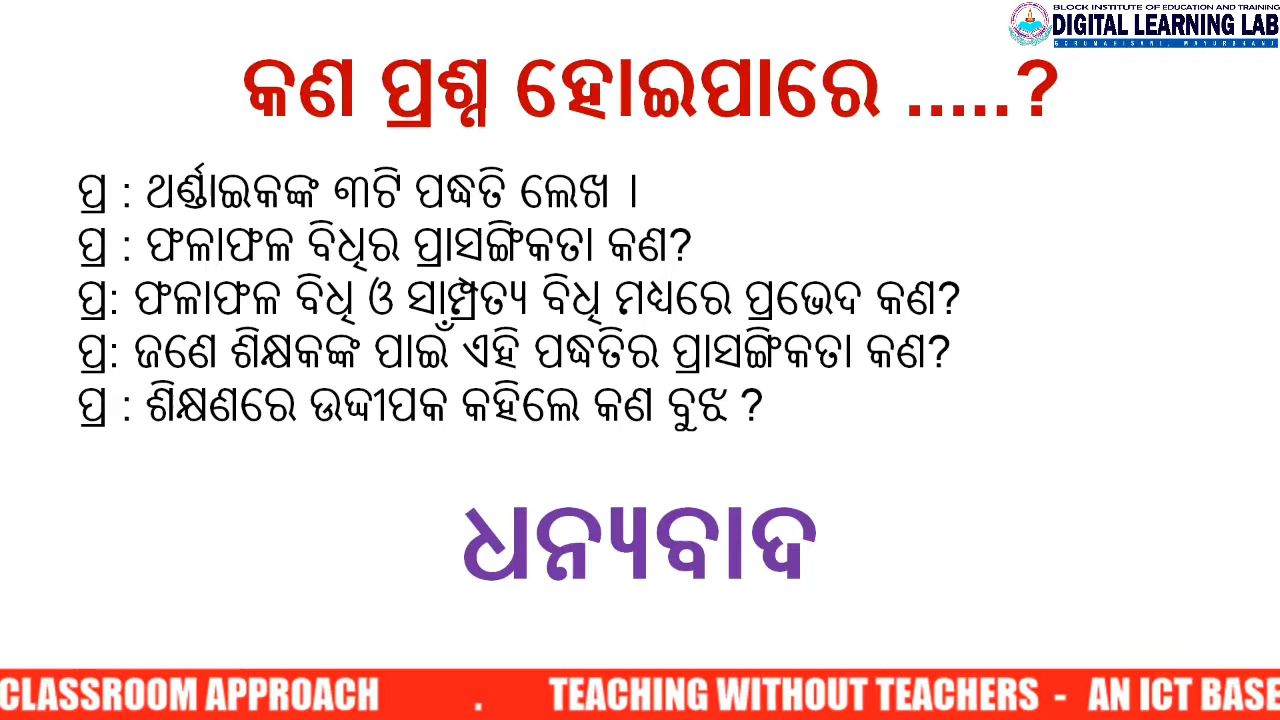 BLOCK INSTITUTE OF EDUCATION AND TRAINING
DIGITAL LEARNING LAB
GORUMAHISANI, MAYURBHANJ
କଣ ପ୍ରଶ୍ନ ହୋଇପାରେ .....?
ପ୍ର : ଥର୍ଣ୍ଡାଇକଙ୍କ ୩ଟି ପଦ୍ଧତି ଲେଖ ।
ପ୍ର : ଫଳାଫଳ ବିଧିର ପ୍ରାସଙ୍ଗିକତା କଣ?
ପ୍ର: ଫଳାଫଳ ବିଧି ଓ ସାମ୍ପ୍ରତ୍ୟ ବିଧି ମଧ୍ୟରେ ପ୍ରଭେଦ କଣ?
ପ୍ର: ଜଣେ ଶିକ୍ଷକଙ୍କ ପାଇଁ ଏହି ପଦ୍ଧତିର ପ୍ରାସଙ୍ଗିକତା କଣ?
ପ୍ର : ଶିକ୍ଷଣରେ ଉଦ୍ଦୀପକ କହିଲେ କଣ ବୁଝ ?
ଧନ୍ୟବାଦ
CLASSROOM APPROACH . TEACHING WITHOUT TEACHERS - AN ICT BASE